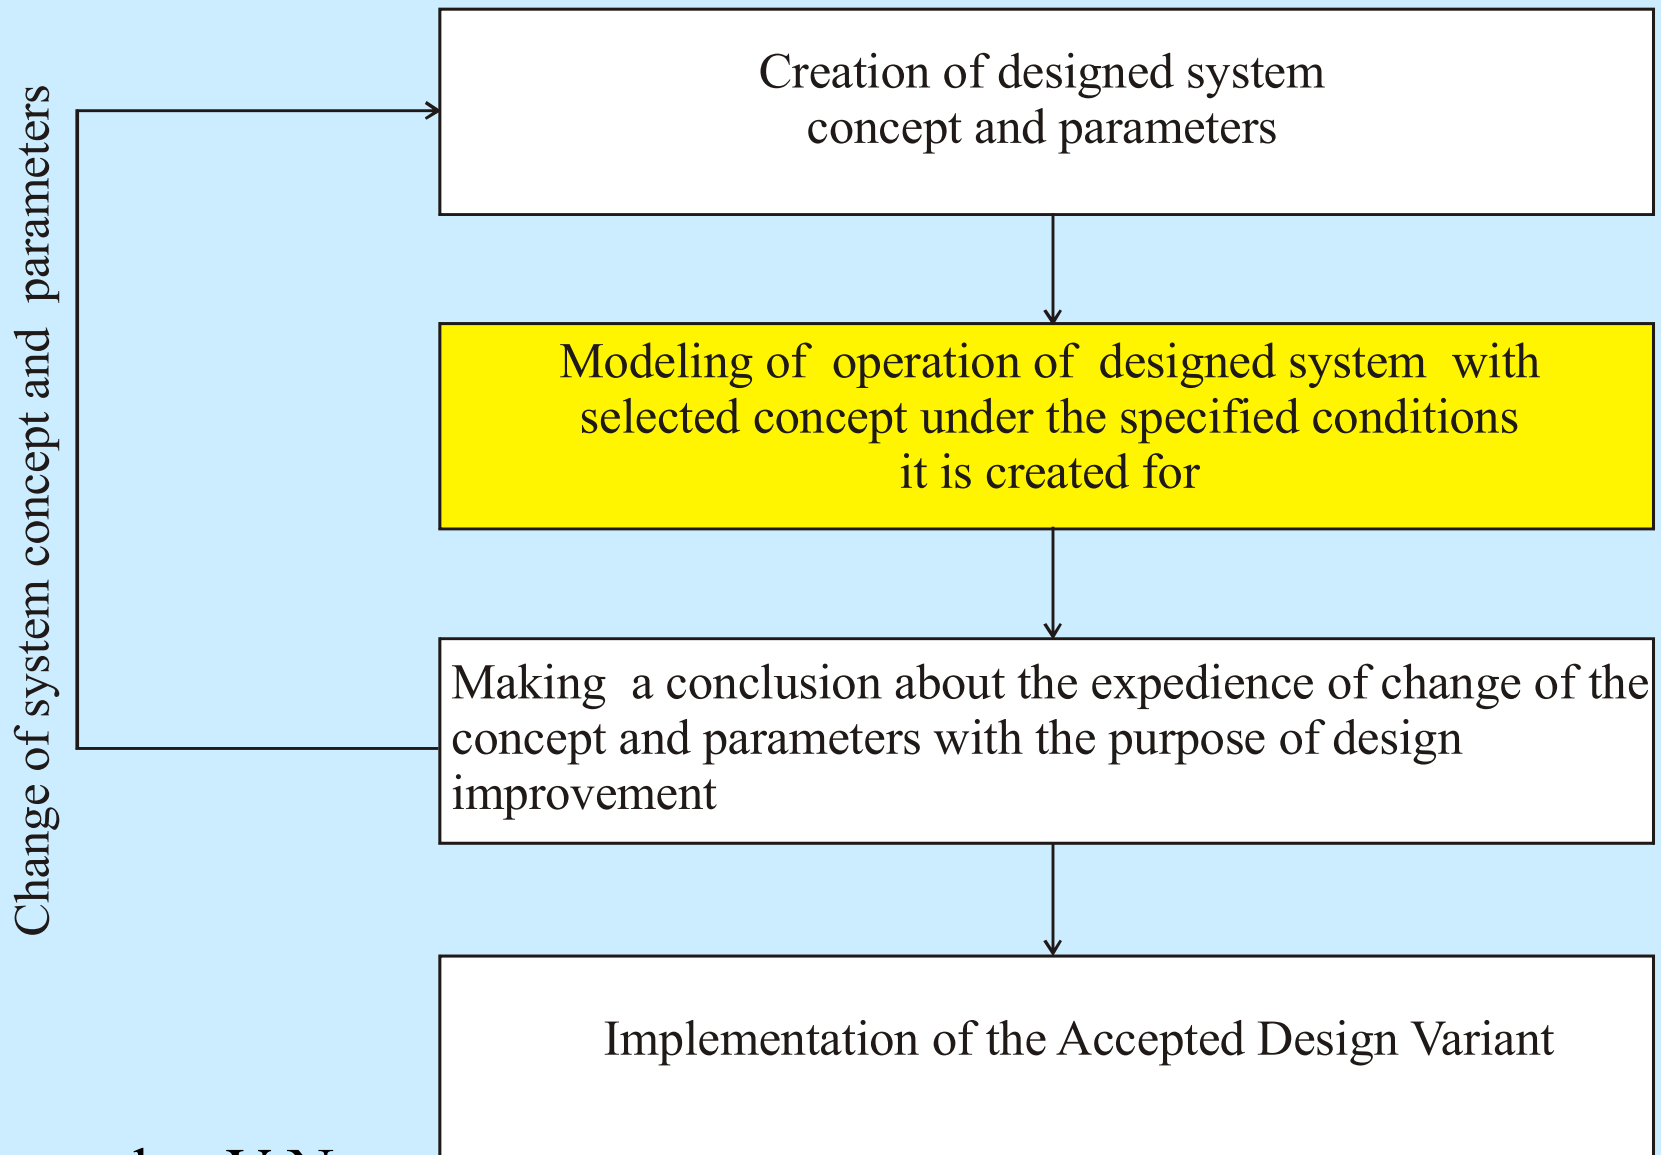 Creation of designed system
concept and parameters
Change of system concept and parameters
Modeling of operation of designed system with
selected concept under the specified conditions
it is created for
Making a conclusion about the expedience of change of the
concept and parameters with the purpose of design
improvement
Implementation of the Accepted Design Variant